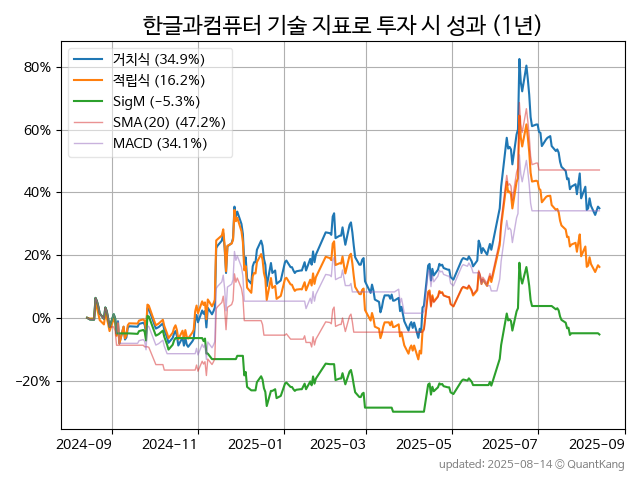 한글과컴퓨터 기술 지표로 투자 시 성과 (1년)
거치식 (34.9%)
적립식 (16.2%)
SigM (−5.3%)
SMA(20) (47.2%)
MACD (34.1%)
80%
60%
40%
20%
0%
−20%
2024-09 2024-11 2025-01 2025-03 2025-05 2025-07 2025-09
updated: 2025-08-14 © QuantKang